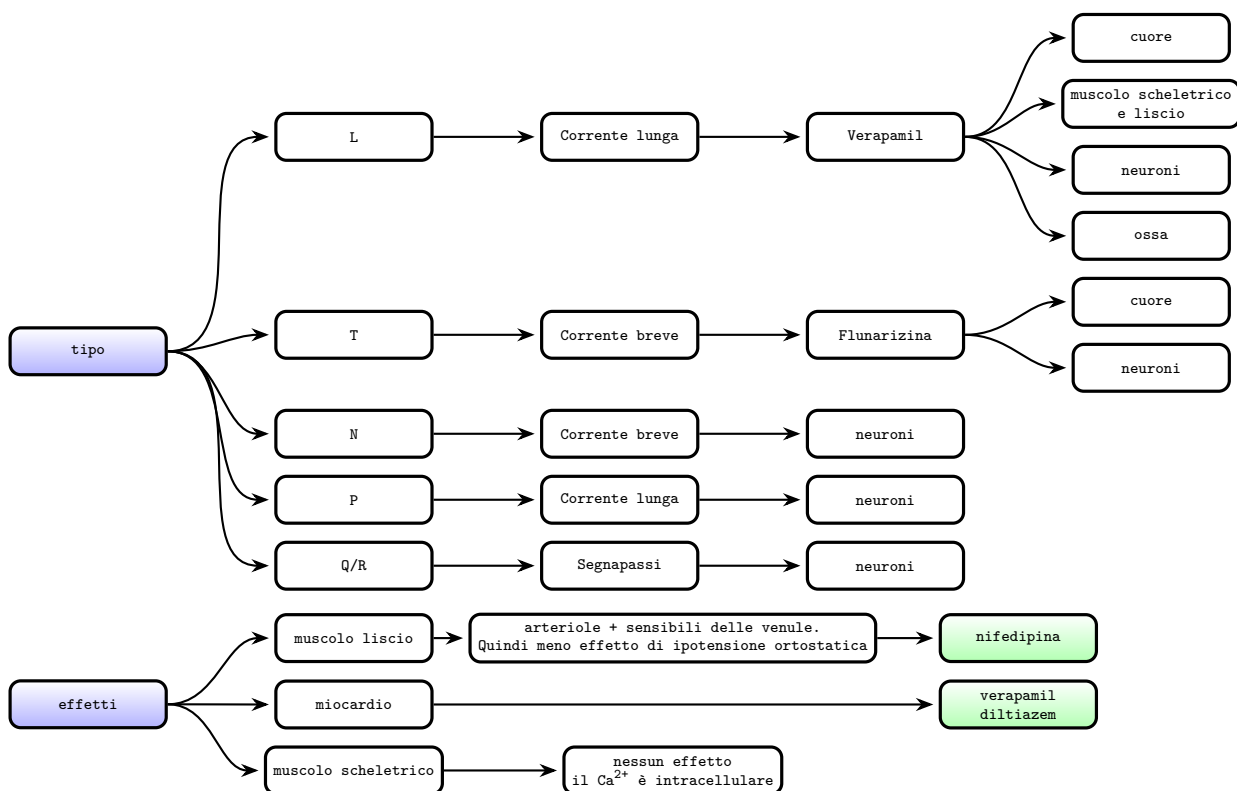 cuore
muscolo scheletrico
e liscio
L
Corrente lunga
Verapamil
neuroni
ossa
cuore
tipo
T
Corrente breve
Flunarizina
neuroni
N
Corrente breve
neuroni
P
Corrente lunga
neuroni
Q/R
Segnapassi
neuroni
muscolo liscio
arteriole + sensibili delle venule.
Quindi meno effetto di ipotensione ortostatica
nifedipina
effetti
miocardio
verapamil
diltiazem
muscolo scheletrico
nessun effetto
il Ca²⁺ è intracellulare